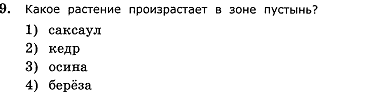 9. Какое растение произрастает в зоне пустынь?
1) саксаул
2) кедр
3) осина
4) берёза